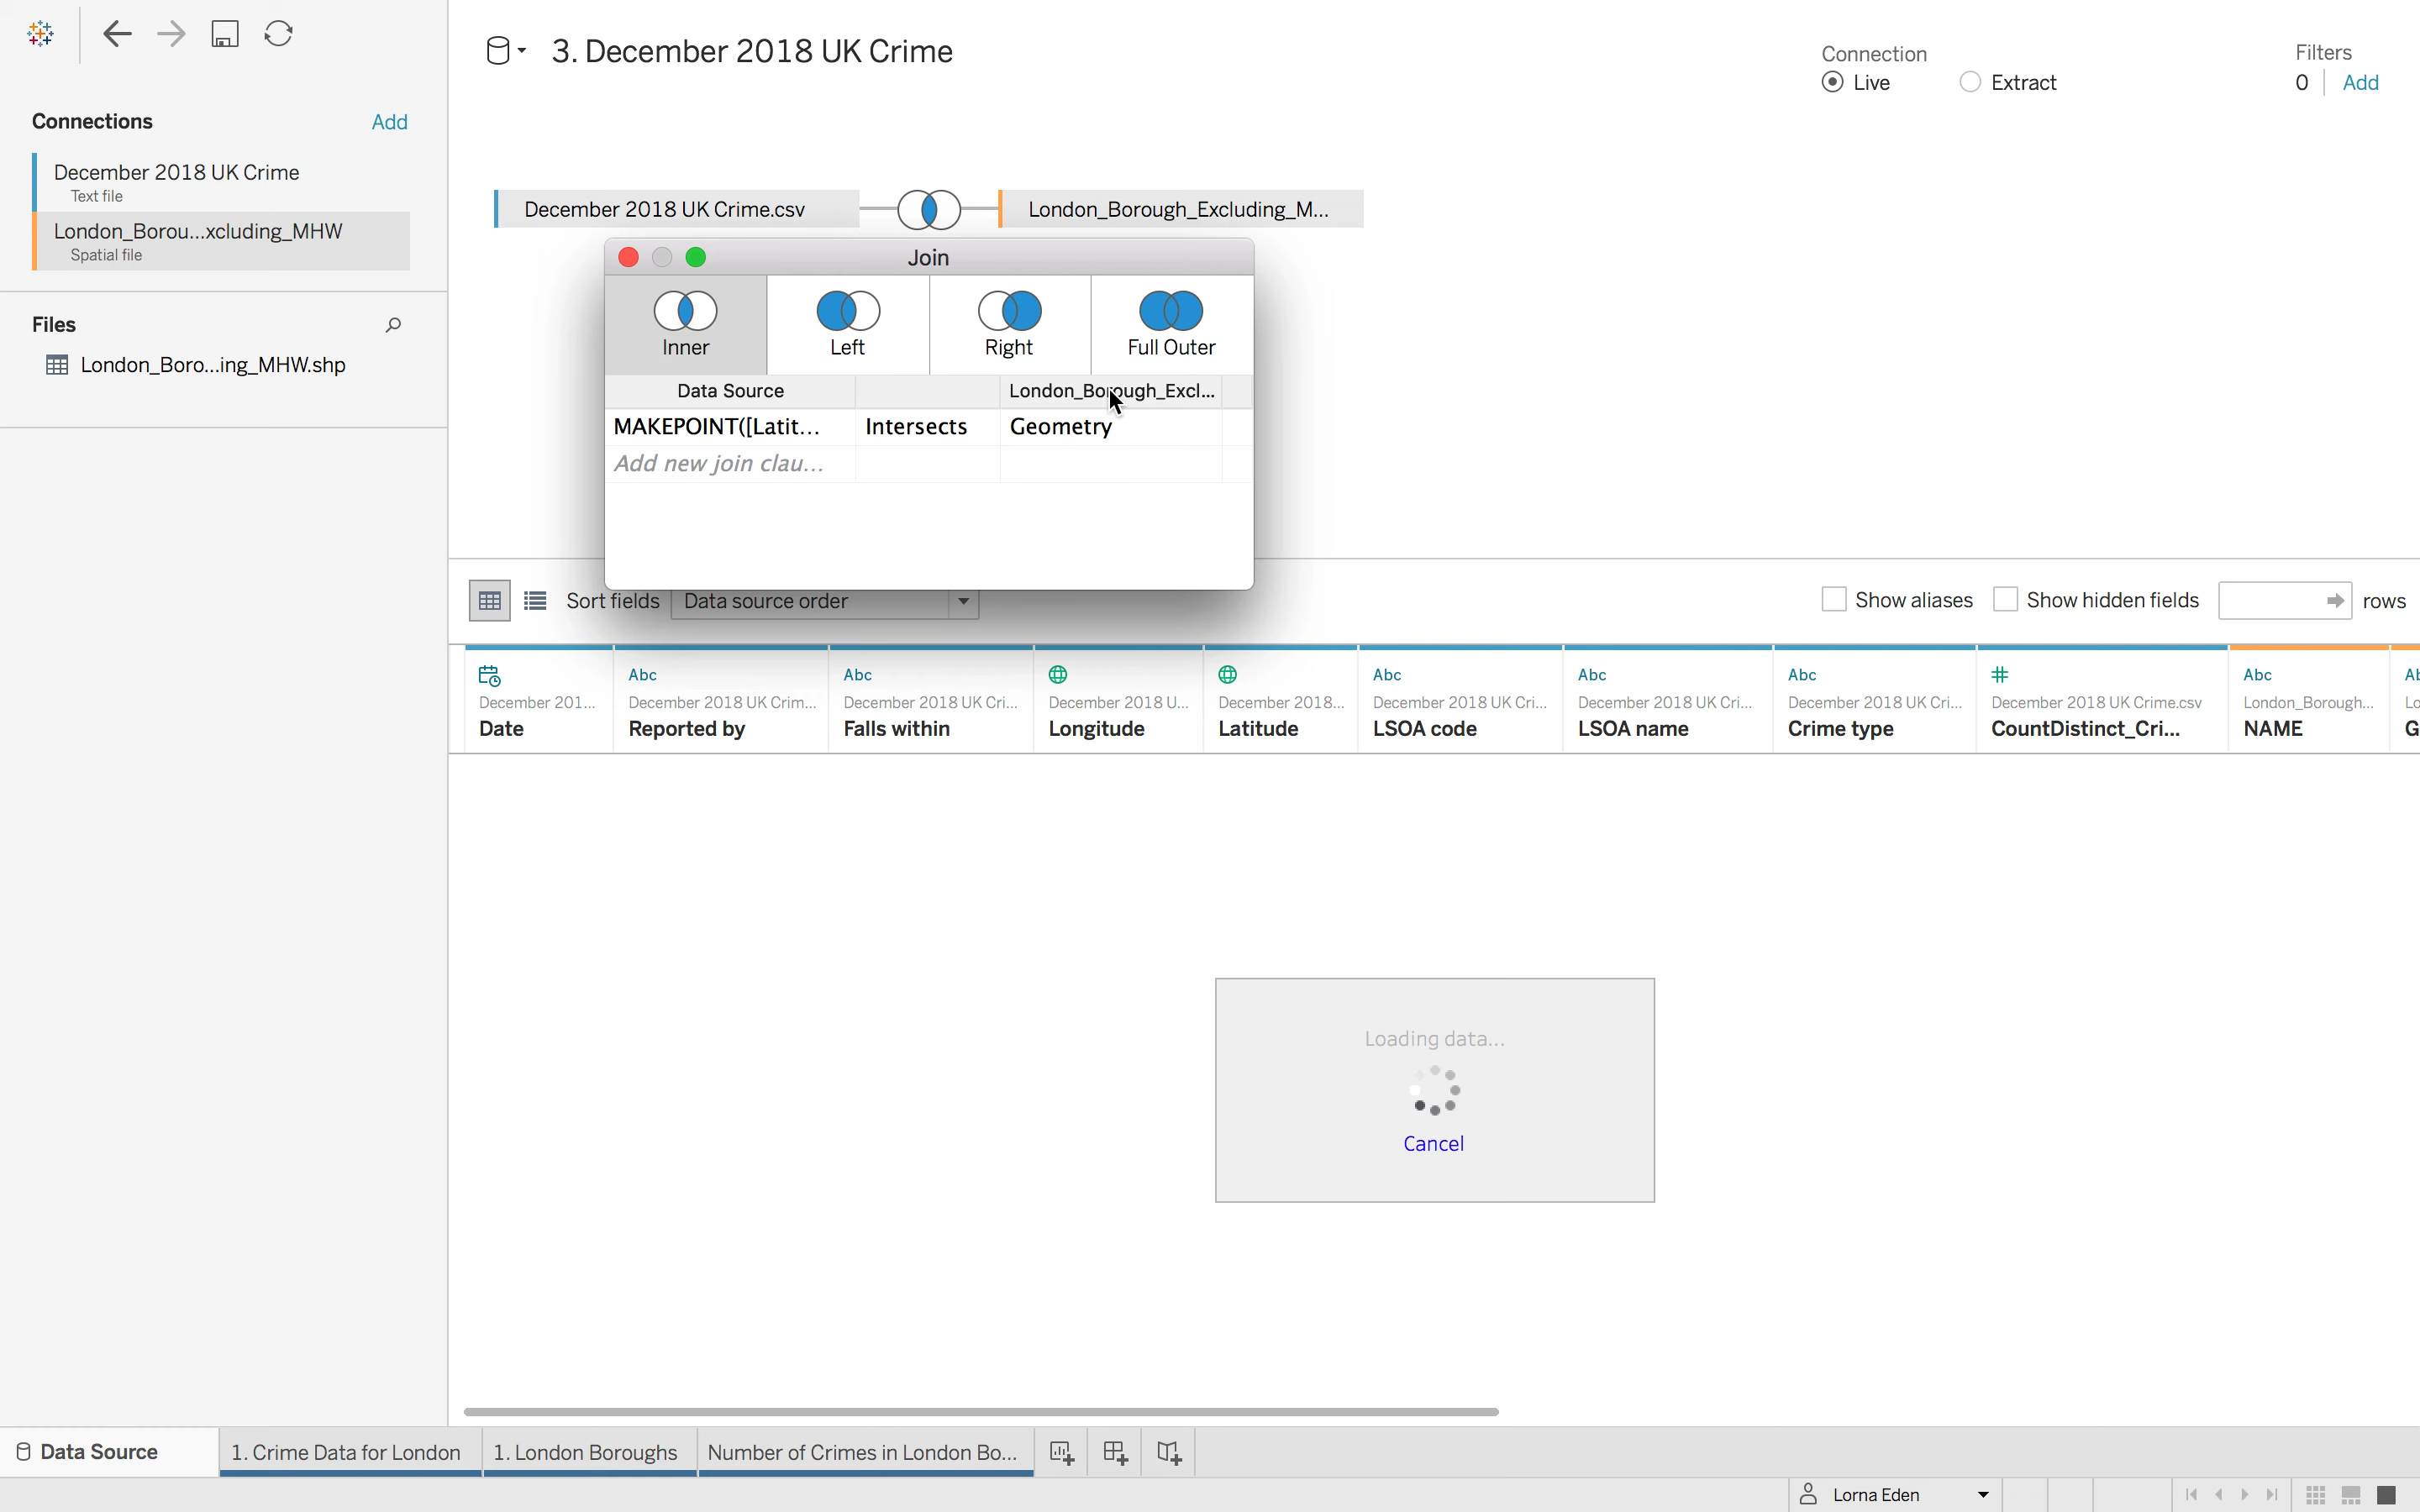 3. December 2018 UK Crime
Connection
Live
Extract
Filters
0
Add
Connections
Add
December 2018 UK Crime
Text file
London_Borou...xcluding_MHW
Spatial file
Files
London_Boro...ing_MHW.shp
December 2018 UK Crime.csv
London_Borough_Excluding_M...
Join
Inner
Left
Right
Full Outer
Data Source
London_Borough_Excl...
MAKEPOINT([Latit...
Intersects
Geometry
Add new join clau...
Sort fields
Data source order
Show aliases
Show hidden fields
rows
December 201...
Date
Abc
December 2018 UK Crim...
Reported by
Abc
December 2018 UK Cri...
Falls within
December 2018 U...
Longitude
December 2018...
Latitude
Abc
December 2018 UK Cri...
LSOA code
Abc
December 2018 UK Cri...
LSOA name
Abc
December 2018 UK Cri...
Crime type
#
December 2018 UK Crime.csv
CountDistinct_Cri...
Abc
London_Borough...
NAME
Loading data...
Cancel
Data Source
1. Crime Data for London
1. London Boroughs
Number of Crimes in London Bo...
Lorna Eden